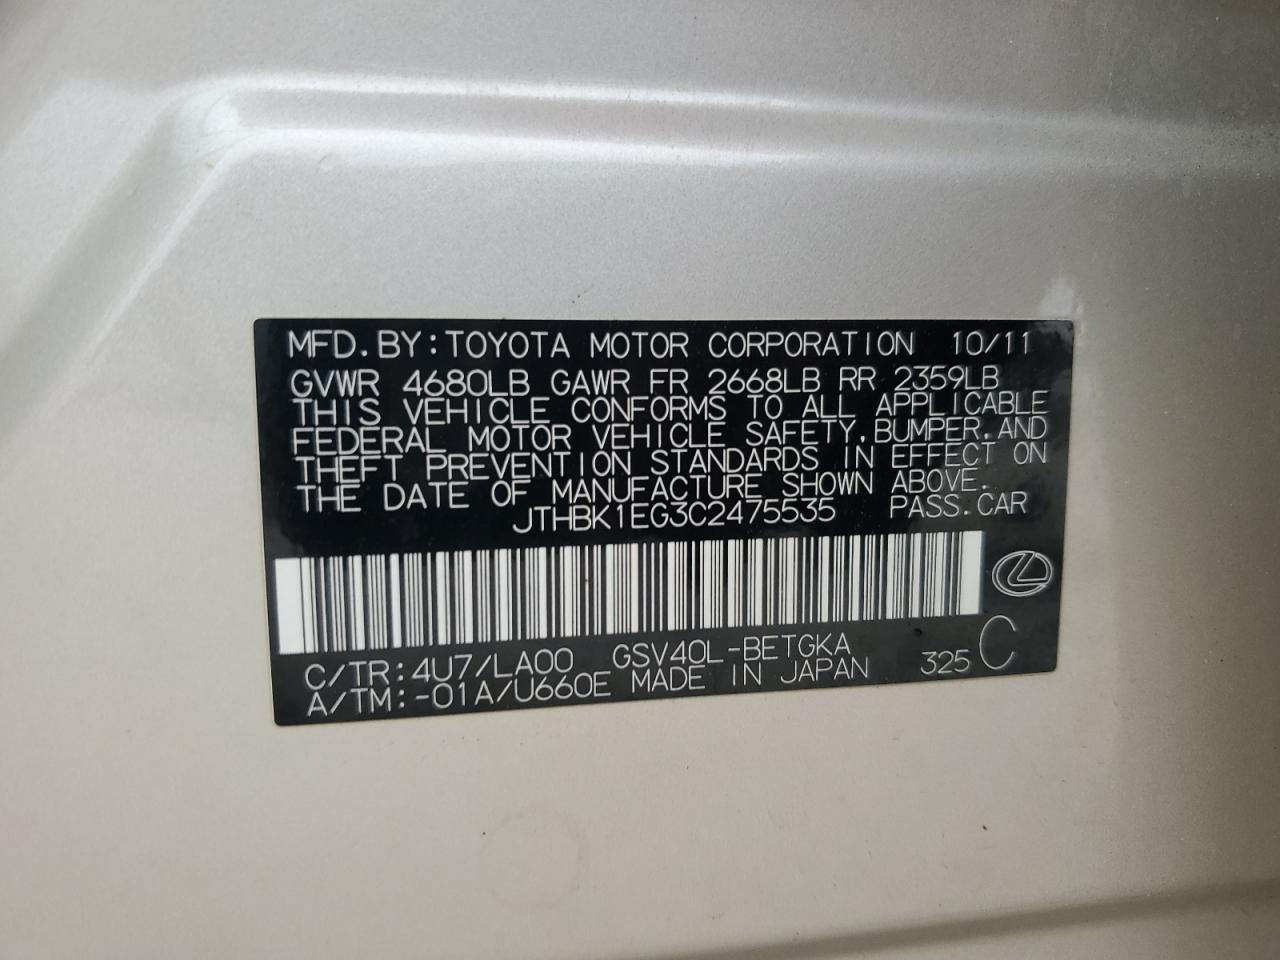 MFD.BY:TOYOTA MOTOR CORPORATION 10/11
GVWR 4680LB GAWR FR 2668LB RR 2359LB
THIS VEHICLE CONFORMS TO ALL APPLICABLE
FEDERAL MOTOR VEHICLE SAFETY,BUMPER,AND
THEFT PREVENTION STANDARDS IN EFFECT ON
THE DATE OF MANUFACTURE SHOWN ABOVE.
JTHBK1EG3C2475535 PASS.CAR
C/TR:4U7/LA00 GSV40L-BETGKA
A/TM:-01A/U660E MADE IN JAPAN 325 C